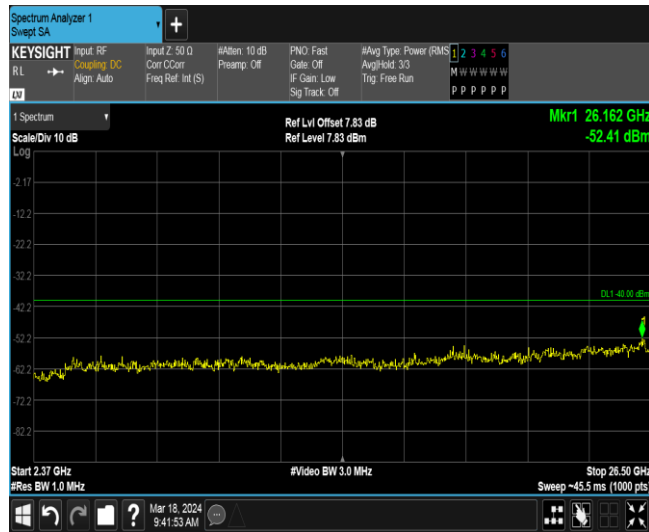 Spectrum Analyzer 1
Swept SA
KEYSIGHT Input: RF Input Z: 50 Ω #Atten: 10 dB PNO: Fast #Avg Type: Power (RMS 1 2 3 4 5 6
RL Coupling: DC Corr CCorr Preamp: Off Gate: Off Avg|Hold: 3/3 M W W W W W
Align: Auto Freq Ref: Int (S) IF Gain: Low Trig: Free Run
LXI Sig Track: Off P P P P P P
1 Spectrum Ref Lvl Offset 7.83 dB Mkr1 26.162 GHz
Scale/Div 10 dB Ref Level 7.83 dBm -52.41 dBm
Log
-2.17
-12.2
-22.2
-32.2
DL1 -40.00 dBm
-42.2
-52.2
-62.2
-72.2
-82.2
Start 2.37 GHz #Video BW 3.0 MHz Stop 26.50 GHz
#Res BW 1.0 MHz Sweep ~45.5 ms (1000 pts)
? Mar 18, 2024
9:41:53 AM